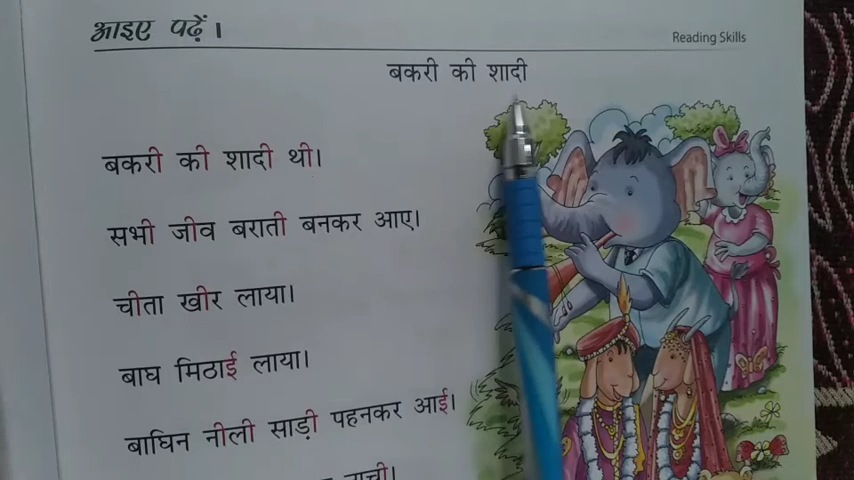 आइए पढ़ें।
Reading Skills
बकरी की शादी
बकरी की शादी थी।
सभी जीव बराती बनकर आए।
चीता खीर लाया।
बाघ मिठाई लाया।
बाघिन नीली साड़ी पहनकर आई।